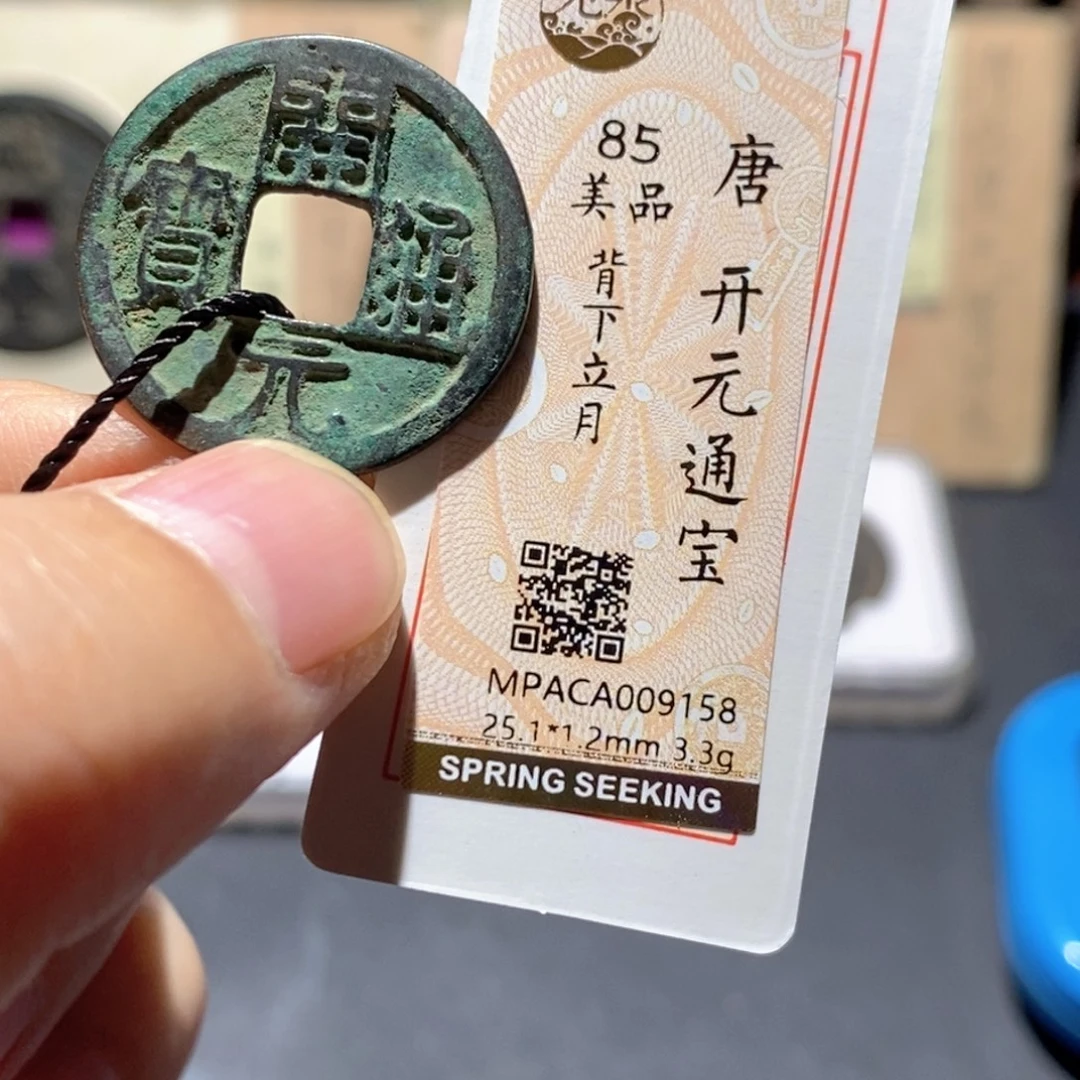 開元通寶
唐 开元通宝
85
美品
背下立月
MPACA009158
25.1*1.2mm 3.3g
SPRING SEEKING